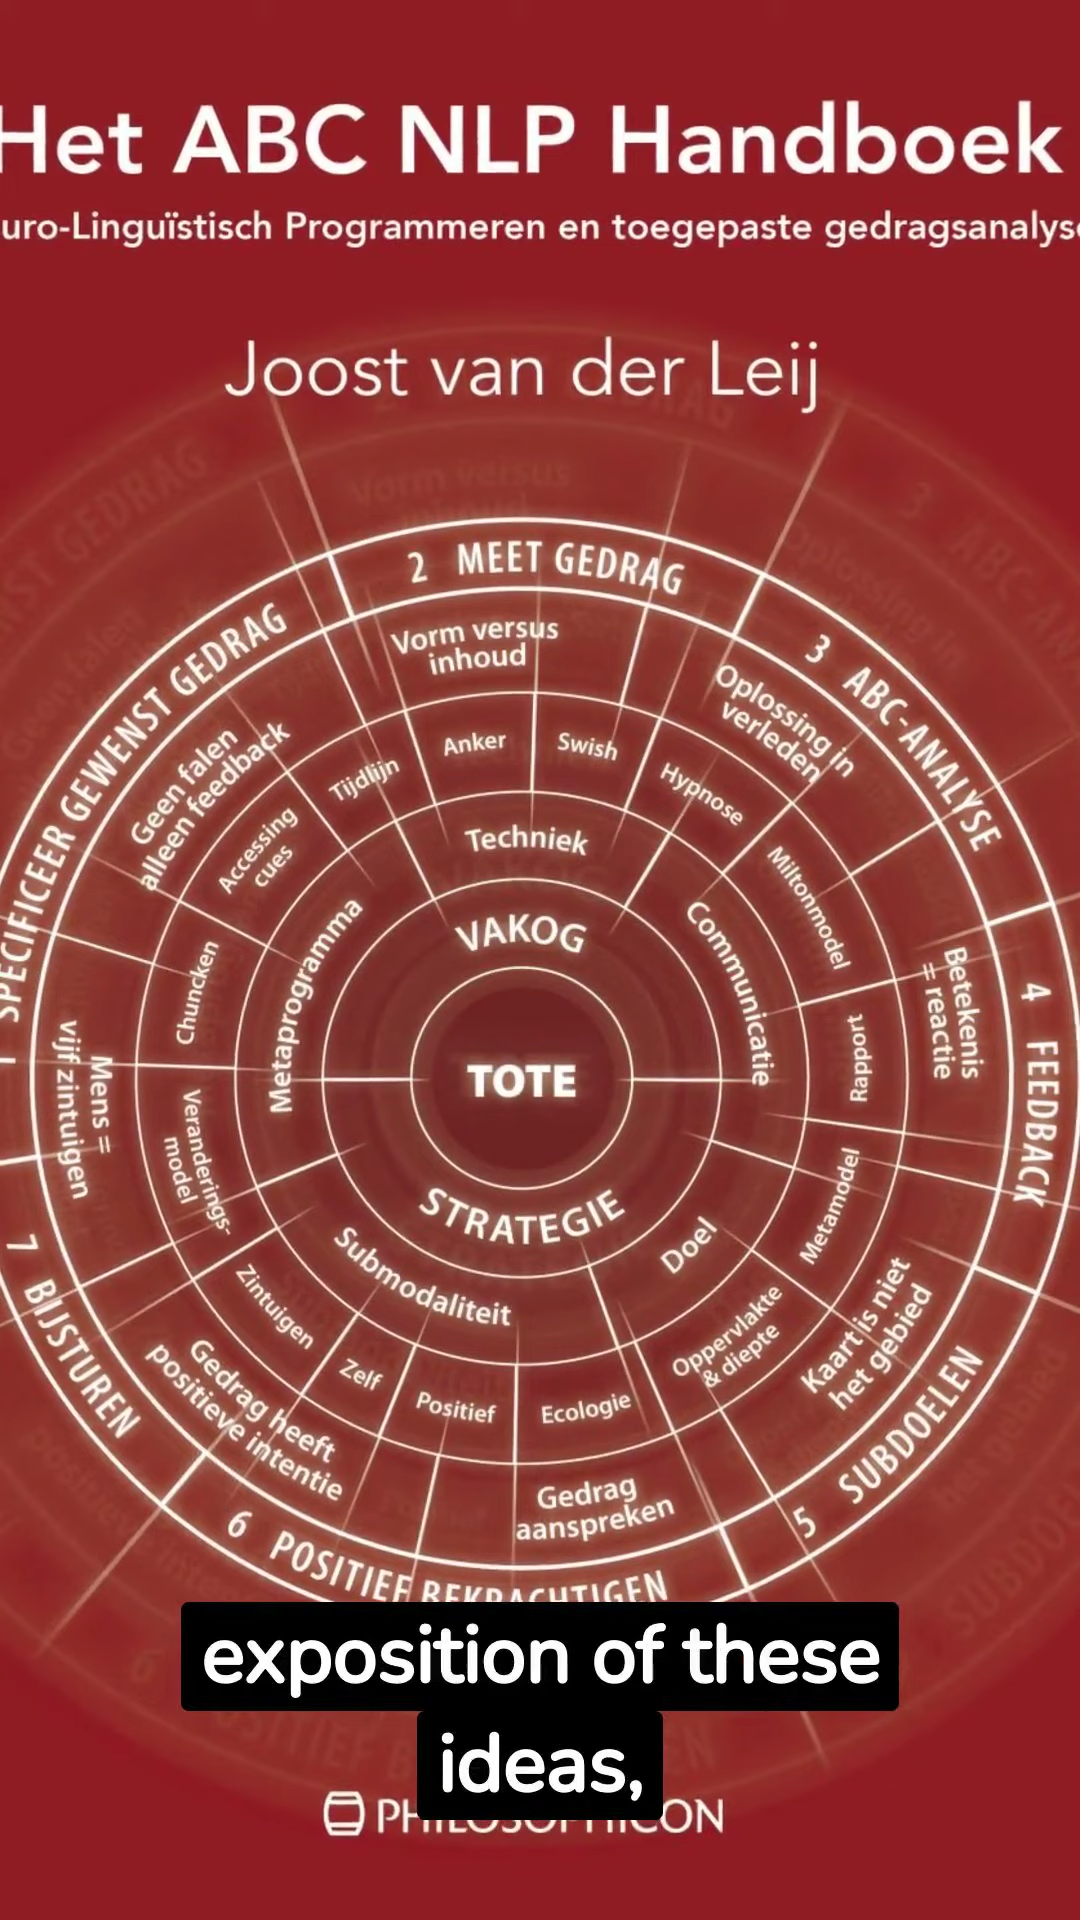 Het ABC NLP Handboek
uro-Linguïstisch Programmeren en toegepaste gedragsanalyse
Joost van der Leij
1 SPECIFICEER GEWENST GEDRAG
2 MEET GEDRAG
3 ABC-ANALYSE
4 FEEDBACK
5 SUBDOELEN
6 POSITIEF BEKRACHTIGEN
7 BIJSTUREN
Vorm versus
inhoud
Oplossing in
verleden
Betekenis
= reactie
Kaart is niet
het gebied
Gedrag
aanspreken
Gedrag heeft
positieve intentie
Mens =
vijf zintuigen
Geen falen
alleen feedback
Anker
Swish
Hypnose
Miltonmodel
Rapport
Metamodel
Oppervlakte
& diepte
Ecologie
Positief
Zelf
Zintuigen
Veranderings-
model
Chuncken
Accessing
cues
Tijdlijn
Techniek
Communicatie
Doel
Submodaliteit
Metaprogramma
VAKOG
TOTE
STRATEGIE
exposition of these
ideas,
PHILOSOPHICON